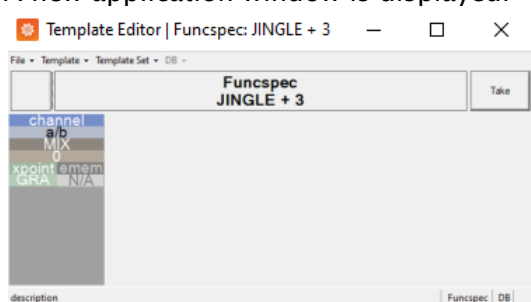 A new application window is displayed.
Template Editor | Funcspec: JINGLE + 3
File Template Template Set DB
Funcspec
JINGLE + 3
Take
channel
a/b
MIX
0
xpoint emem
GRA N/A
description Funcspec DB